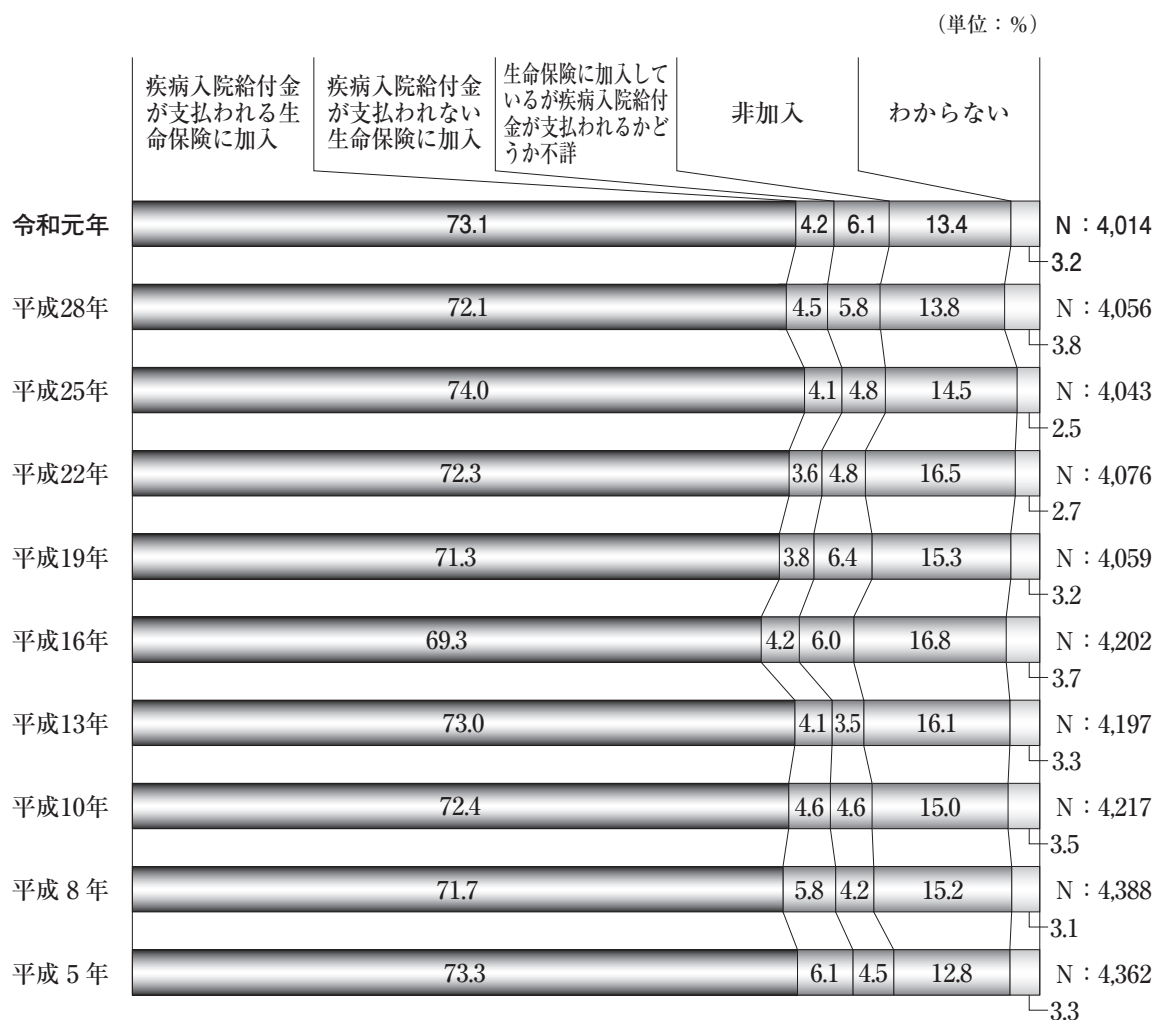 （単位：％）
疾病入院給付金
が支払われる生
命保険に加入
疾病入院給付金
が支払われない
生命保険に加入
生命保険に加入して
いるが疾病入院給付
金が支払われるかど
うか不詳
非加入
わからない
令和元年 73.1 4.2 6.1 13.4 N：4,014
3.2
平成28年 72.1 4.5 5.8 13.8 N：4,056
3.8
平成25年 74.0 4.1 4.8 14.5 N：4,043
2.5
平成22年 72.3 3.6 4.8 16.5 N：4,076
2.7
平成19年 71.3 3.8 6.4 15.3 N：4,059
3.2
平成16年 69.3 4.2 6.0 16.8 N：4,202
3.7
平成13年 73.0 4.1 3.5 16.1 N：4,197
3.3
平成10年 72.4 4.6 4.6 15.0 N：4,217
3.5
平成 8 年 71.7 5.8 4.2 15.2 N：4,388
3.1
平成 5 年 73.3 6.1 4.5 12.8 N：4,362
3.3